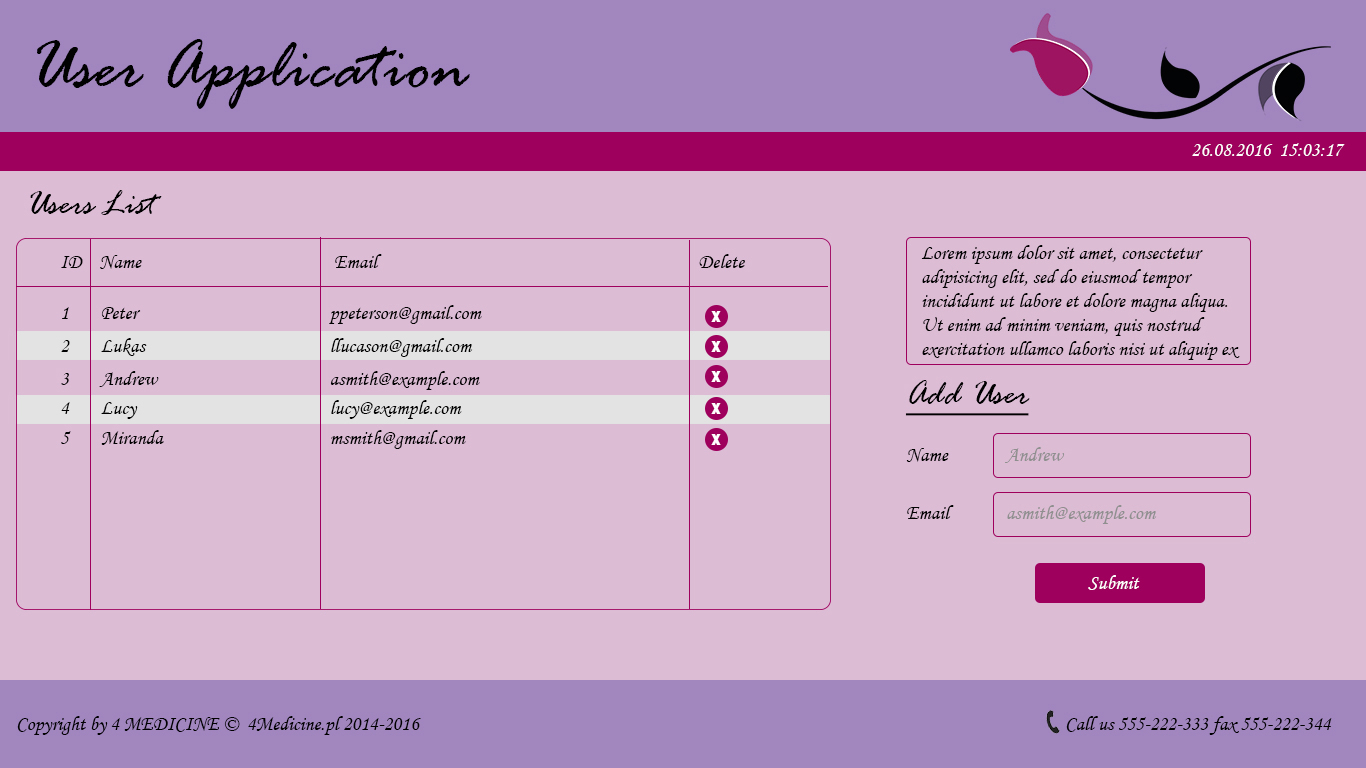 User Application
26.08.2016 15:03:17
Users List
ID Name Email Delete
1 Peter ppeterson@gmail.com X
2 Lukas llucason@gmail.com X
3 Andrew asmith@example.com X
4 Lucy lucy@example.com X
5 Miranda msmith@gmail.com X
Lorem ipsum dolor sit amet, consectetur
adipisicing elit, sed do eiusmod tempor
incididunt ut labore et dolore magna aliqua.
Ut enim ad minim veniam, quis nostrud
exercitation ullamco laboris nisi ut aliquip ex
Add User
Name Andrew
Email asmith@example.com
Submit
Copyright by 4 MEDICINE © 4Medicine.pl 2014-2016
Call us 555-222-333 fax 555-222-344